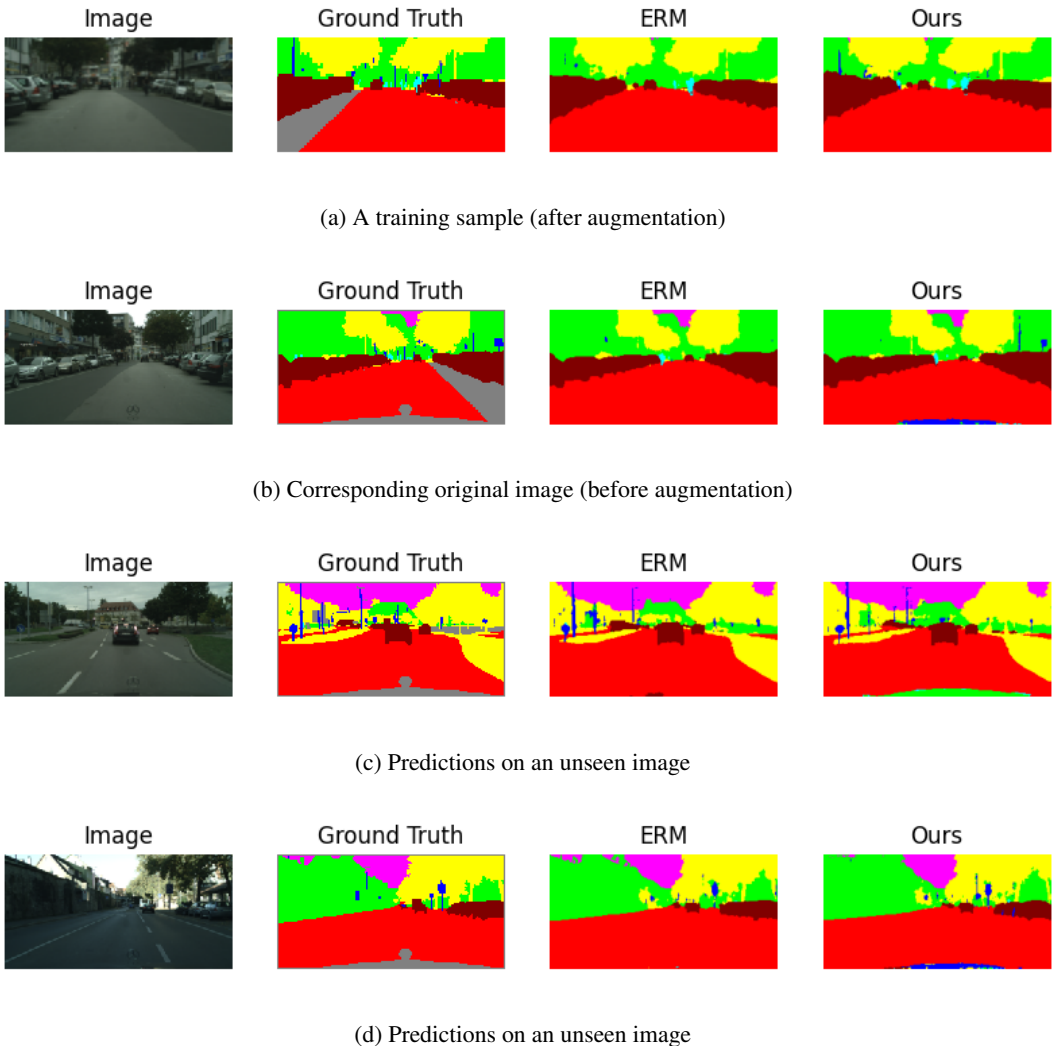 Image Ground Truth ERM Ours
(a) A training sample (after augmentation)
Image Ground Truth ERM Ours
(b) Corresponding original image (before augmentation)
Image Ground Truth ERM Ours
(c) Predictions on an unseen image
Image Ground Truth ERM Ours
(d) Predictions on an unseen image